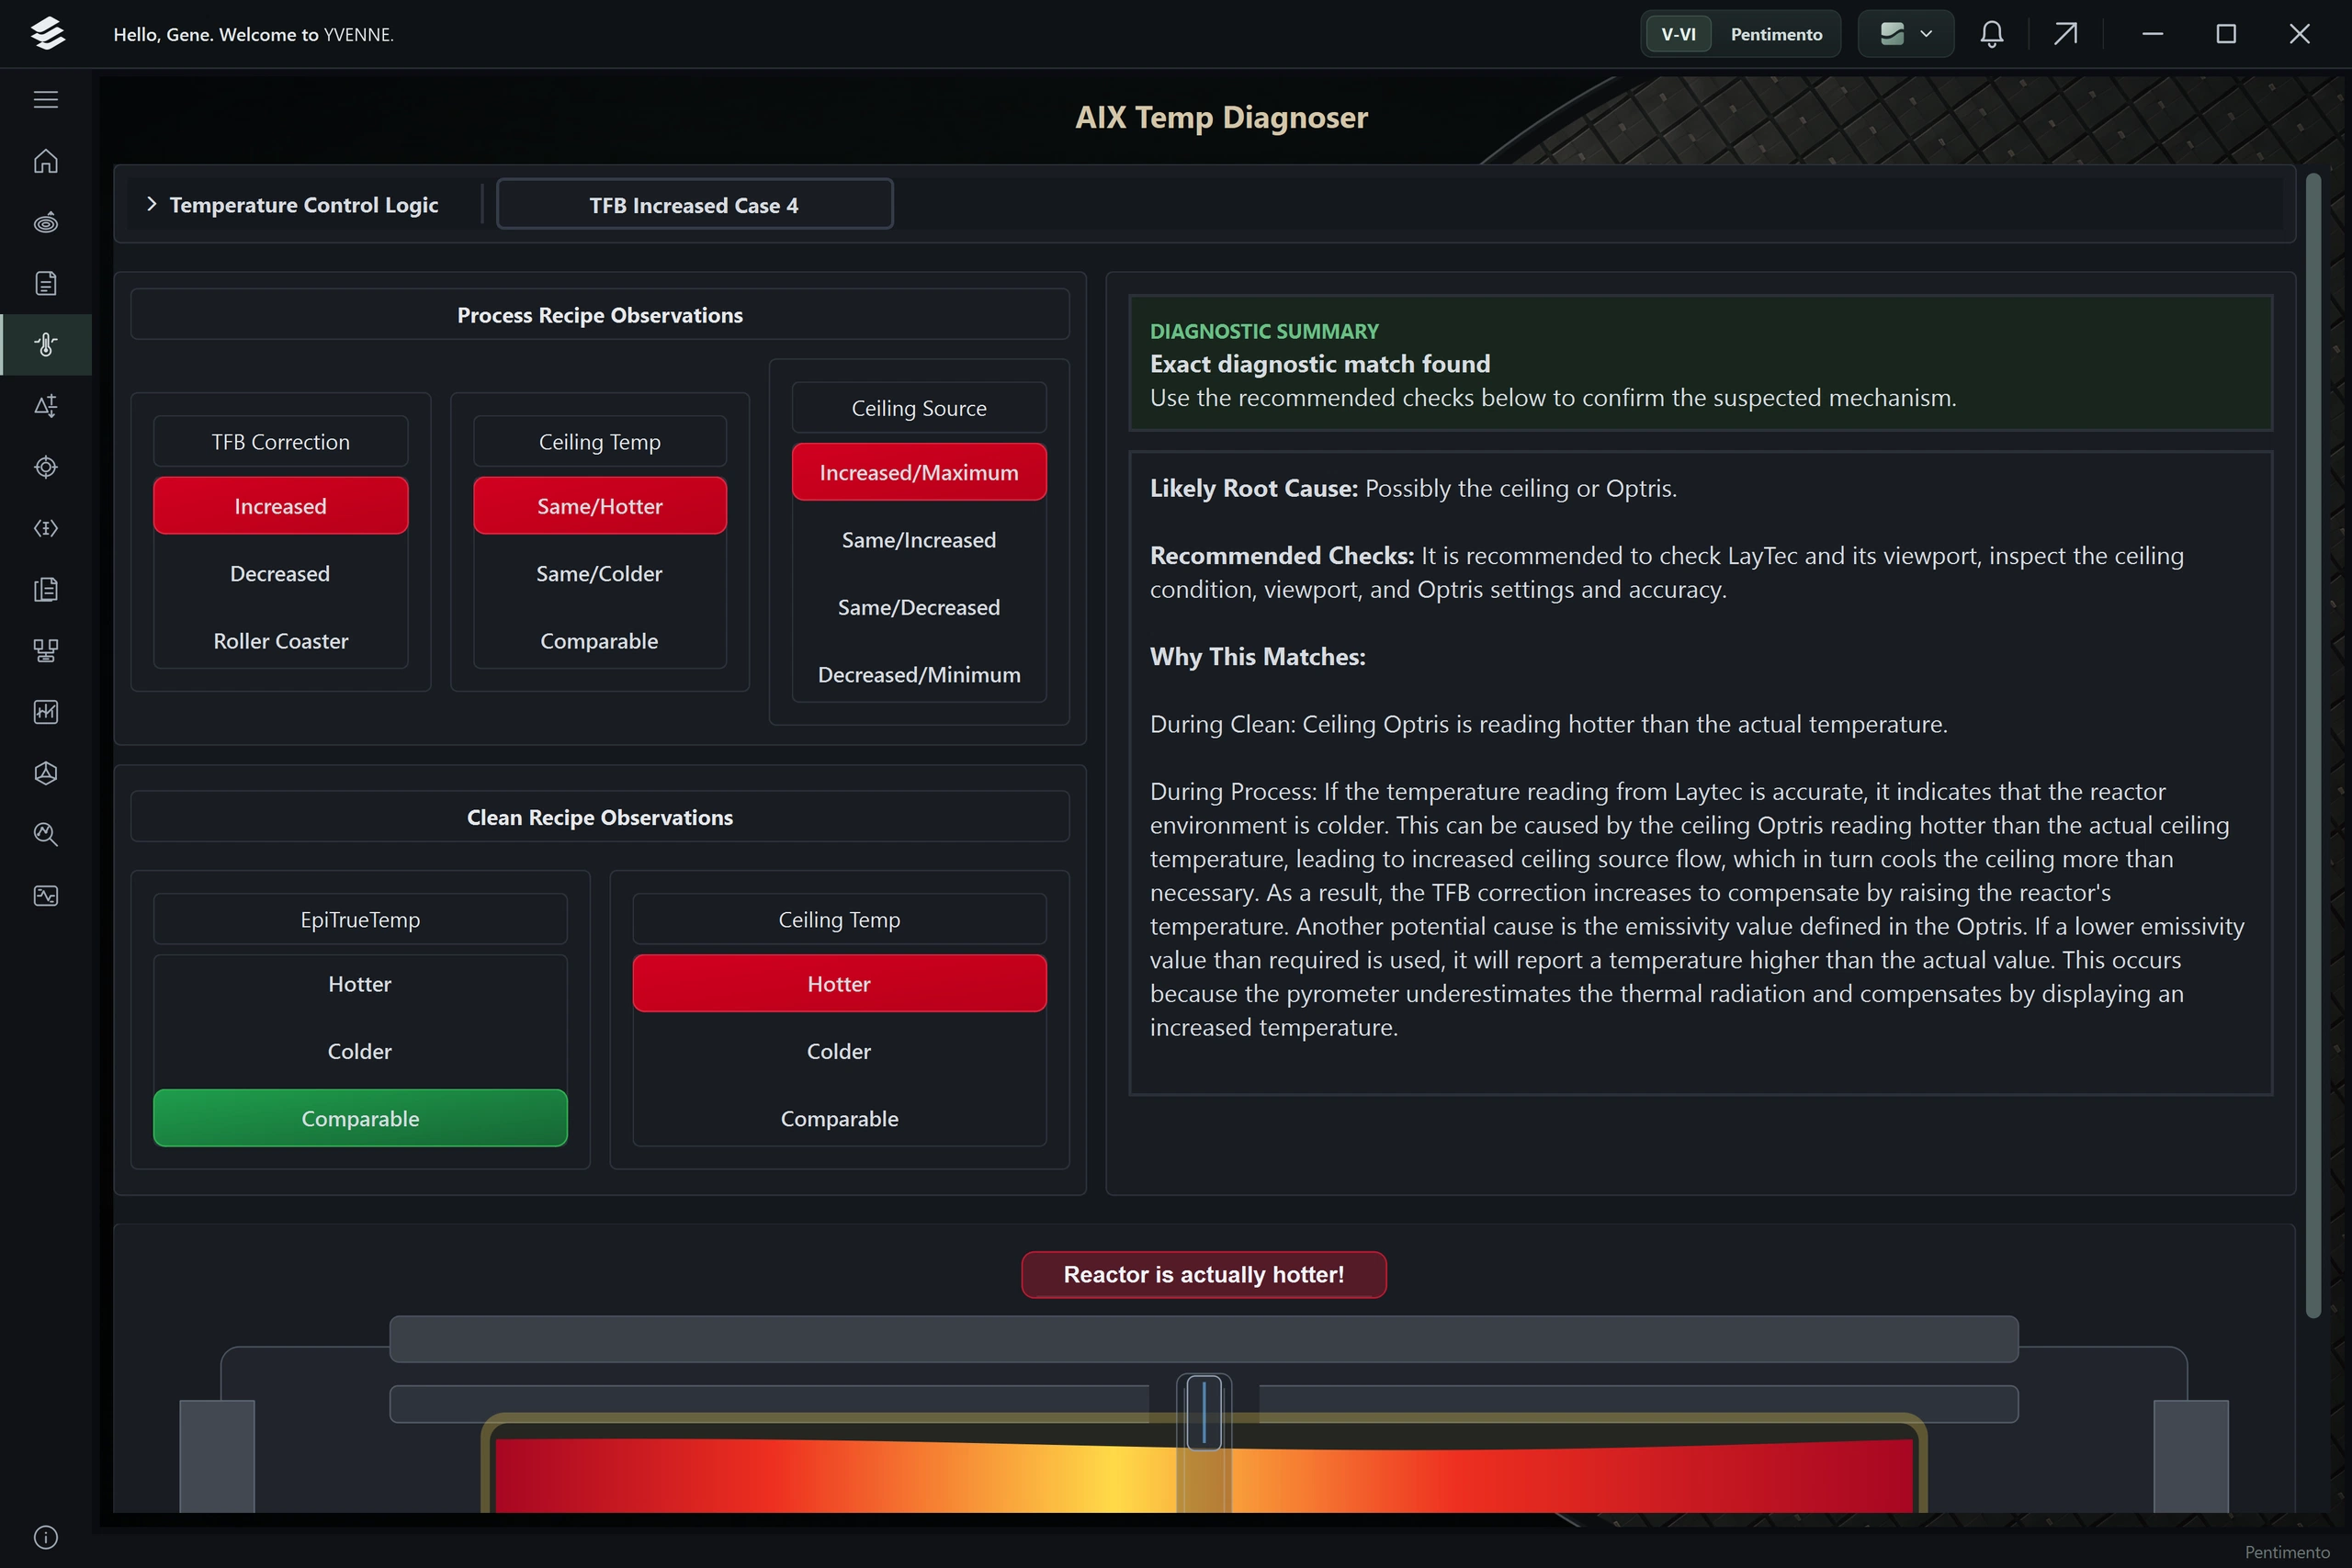 Hello, Gene. Welcome to YVENNE.
V-VI
Pentimento
AIX Temp Diagnoser
Temperature Control Logic
TFB Increased Case 4
Process Recipe Observations
TFB Correction
Increased
Decreased
Roller Coaster
Ceiling Temp
Same/Hotter
Same/Colder
Comparable
Ceiling Source
Increased/Maximum
Same/Increased
Same/Decreased
Decreased/Minimum
Clean Recipe Observations
EpiTrueTemp
Hotter
Colder
Comparable
Ceiling Temp
Hotter
Colder
Comparable
DIAGNOSTIC SUMMARY
Exact diagnostic match found
Use the recommended checks below to confirm the suspected mechanism.
Likely Root Cause: Possibly the ceiling or Optris.
Recommended Checks: It is recommended to check LayTec and its viewport, inspect the ceiling
condition, viewport, and Optris settings and accuracy.
Why This Matches:
During Clean: Ceiling Optris is reading hotter than the actual temperature.
During Process: If the temperature reading from Laytec is accurate, it indicates that the reactor
environment is colder. This can be caused by the ceiling Optris reading hotter than the actual ceiling
temperature, leading to increased ceiling source flow, which in turn cools the ceiling more than
necessary. As a result, the TFB correction increases to compensate by raising the reactor's
temperature. Another potential cause is the emissivity value defined in the Optris. If a lower emissivity
value than required is used, it will report a temperature higher than the actual value. This occurs
because the pyrometer underestimates the thermal radiation and compensates by displaying an
increased temperature.
Reactor is actually hotter!
Pentimento